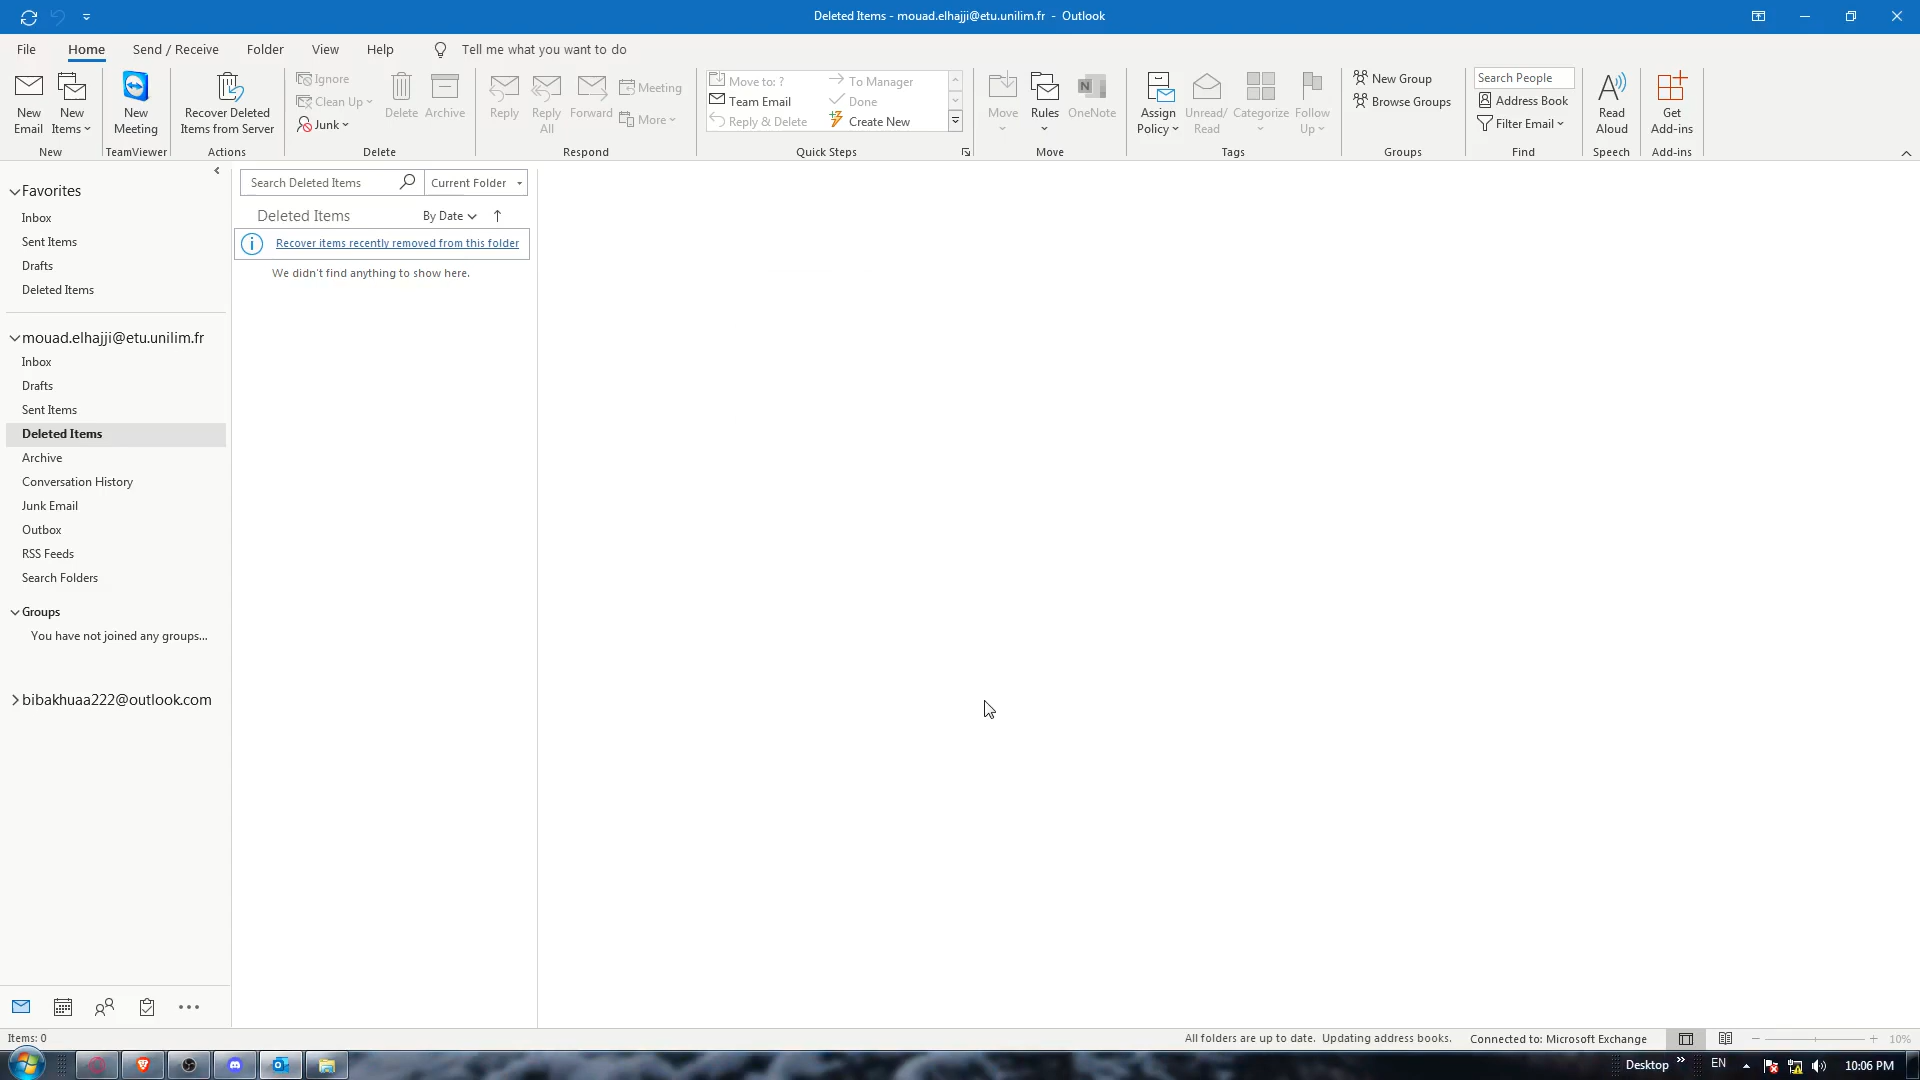 Deleted Items - mouad.elhajji@etu.unilim.fr - Outlook
File Home Send / Receive Folder View Help Tell me what you want to do
New Email
New Items
New
New Meeting
TeamViewer
Recover Deleted Items from Server
Actions
Ignore
Clean Up
Junk
Delete
Archive
Delete
Reply
Reply All
Forward
Meeting
More
Respond
Move to: ?
Team Email
Reply & Delete
To Manager
Done
Create New
Quick Steps
Move
Rules
OneNote
Move
Assign Policy
Unread/ Read
Categorize
Follow Up
Tags
New Group
Browse Groups
Groups
Search People
Address Book
Filter Email
Find
Read Aloud
Speech
Get Add-ins
Add-ins
Favorites
Inbox
Sent Items
Drafts
Deleted Items
mouad.elhajji@etu.unilim.fr
Inbox
Drafts
Sent Items
Deleted Items
Archive
Conversation History
Junk Email
Outbox
RSS Feeds
Search Folders
Groups
You have not joined any groups...
bibakhuaa222@outlook.com
Search Deleted Items
Current Folder
Deleted Items
By Date
Recover items recently removed from this folder
We didn't find anything to show here.
Items: 0
All folders are up to date. Updating address books.
Connected to: Microsoft Exchange
10%
Desktop
EN
10:06 PM